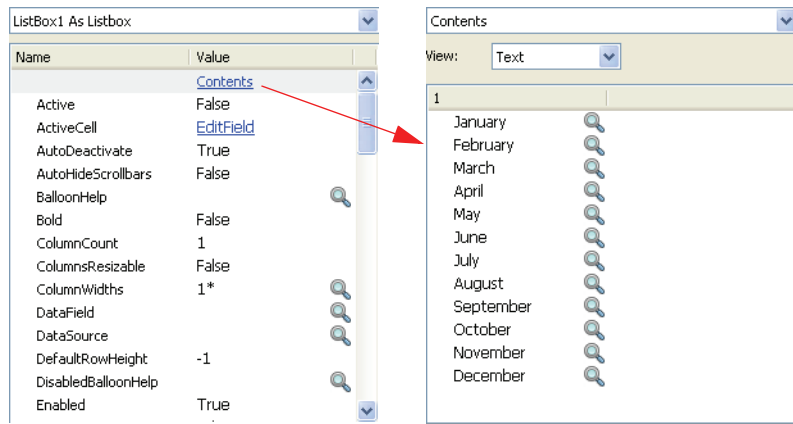 ListBox1 As Listbox
Name Value
Contents
Active False
ActiveCell EditField
AutoDeactivate True
AutoHideScrollbars False
BalloonHelp
Bold False
ColumnCount 1
ColumnsResizable False
ColumnWidths 1*
DataField
DataSource
DefaultRowHeight -1
DisabledBalloonHelp
Enabled True
Contents
View: Text
1
January
February
March
April
May
June
July
August
September
October
November
December